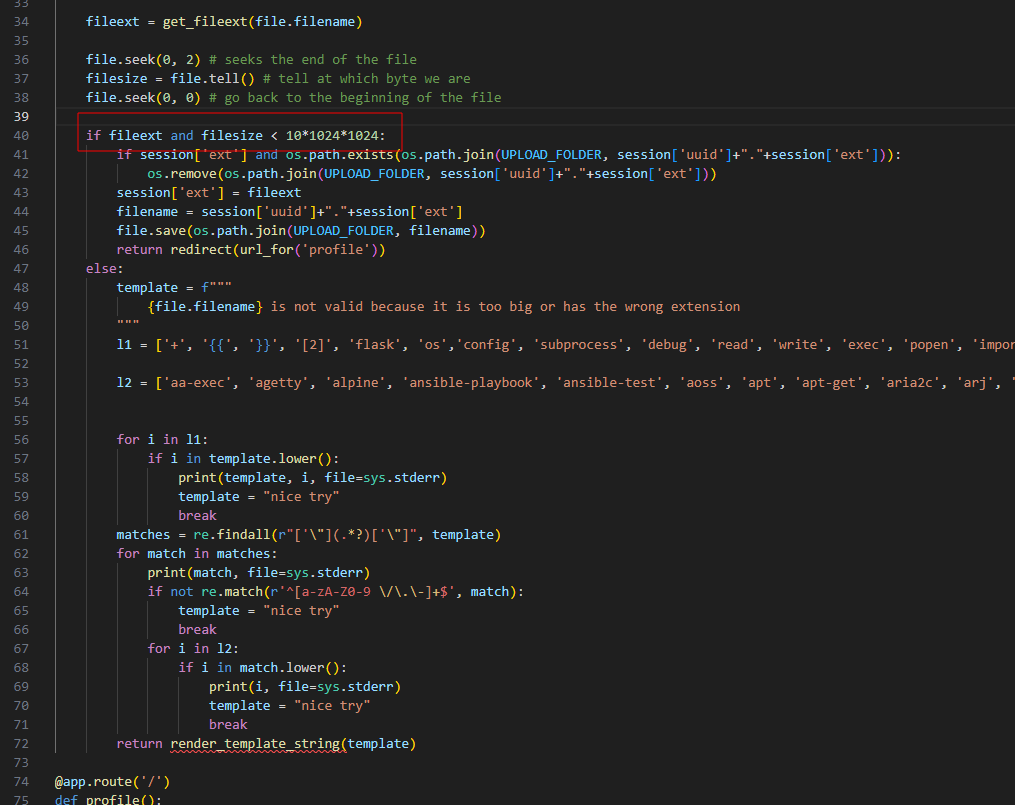 33
34 fileext = get_fileext(file.filename)
35
36 file.seek(0, 2) # seeks the end of the file
37 filesize = file.tell() # tell at which byte we are
38 file.seek(0, 0) # go back to the beginning of the file
39
40 if fileext and filesize < 10*1024*1024:
41 if session['ext'] and os.path.exists(os.path.join(UPLOAD_FOLDER, session['uuid']+"."+session['ext'])):
42 os.remove(os.path.join(UPLOAD_FOLDER, session['uuid']+"."+session['ext']))
43 session['ext'] = fileext
44 filename = session['uuid']+"."+session['ext']
45 file.save(os.path.join(UPLOAD_FOLDER, filename))
46 return redirect(url_for('profile'))
47 else:
48 template = f"""
49 {file.filename} is not valid because it is too big or has the wrong extension
50 """
51 l1 = ['+', '{{', '}}', '[2]', 'flask', 'os','config', 'subprocess', 'debug', 'read', 'write', 'exec', 'popen', 'impor
52
53 l2 = ['aa-exec', 'agetty', 'alpine', 'ansible-playbook', 'ansible-test', 'aoss', 'apt', 'apt-get', 'aria2c', 'arj', '
54
55
56 for i in l1:
57 if i in template.lower():
58 print(template, i, file=sys.stderr)
59 template = "nice try"
60 break
61 matches = re.findall(r"['\"](.*?)['\"]", template)
62 for match in matches:
63 print(match, file=sys.stderr)
64 if not re.match(r'^[a-zA-Z0-9 \/\.\-]+$', match):
65 template = "nice try"
66 break
67 for i in l2:
68 if i in match.lower():
69 print(i, file=sys.stderr)
70 template = "nice try"
71 break
72 return render_template_string(template)
73
74 @app.route('/')
75 def profile():